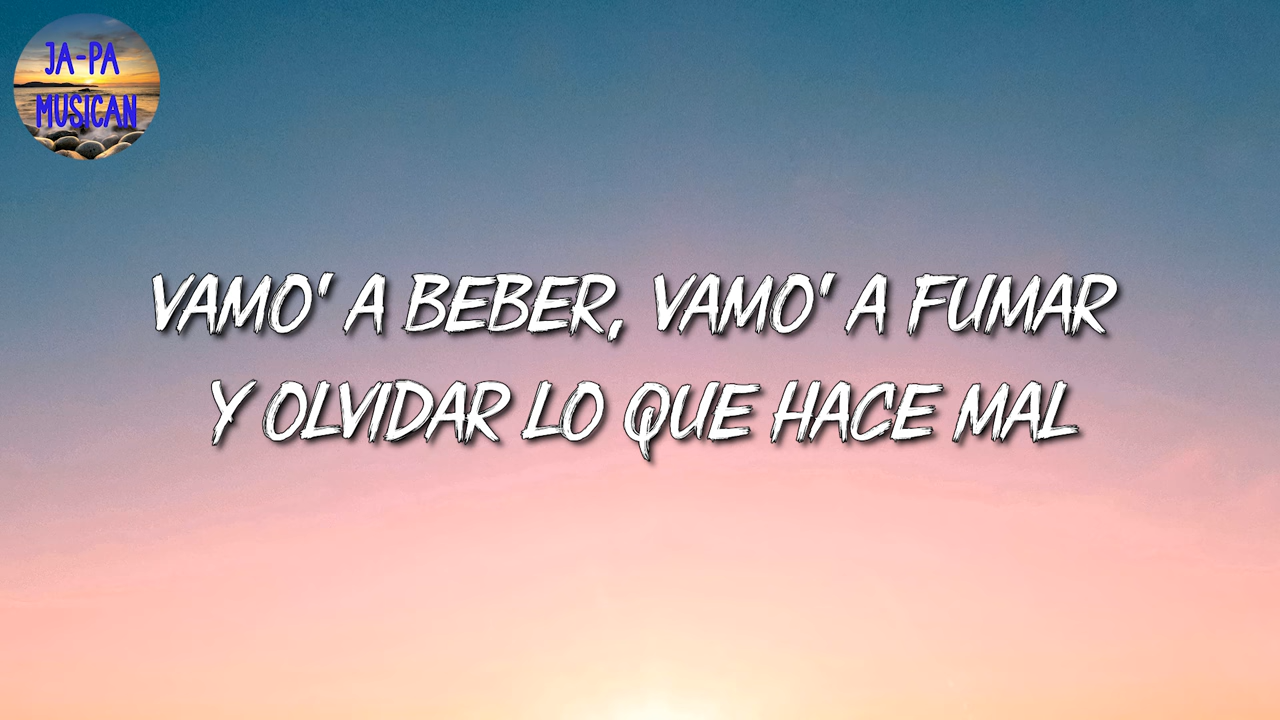 JA-PA
MUSICAN
VAMO' A BEBER, VAMO' A FUMAR
Y OLVIDAR LO QUE HACE MAL